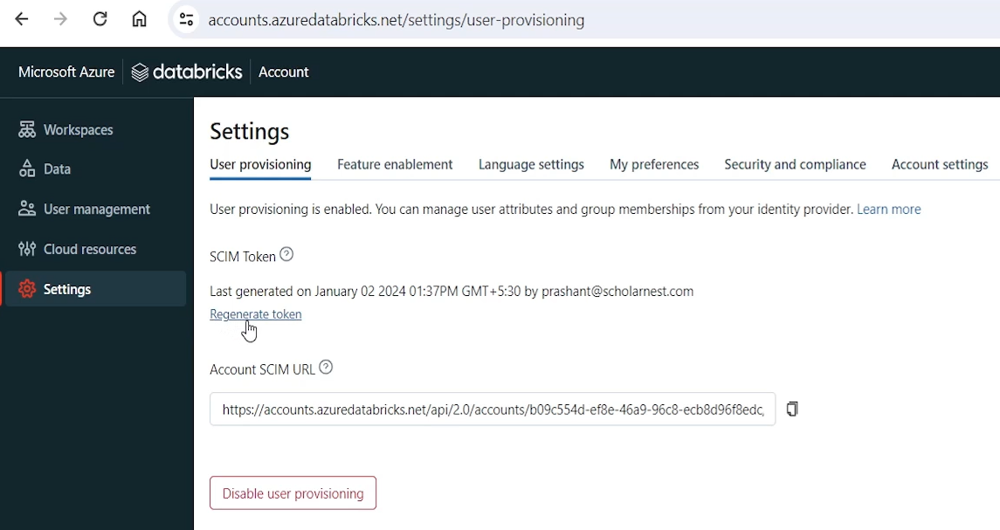 accounts.azuredatabricks.net/settings/user-provisioning
Microsoft Azure databricks Account
Workspaces
Data
User management
Cloud resources
Settings
Settings
User provisioning Feature enablement Language settings My preferences Security and compliance Account settings
User provisioning is enabled. You can manage user attributes and group memberships from your identity provider. Learn more
SCIM Token ?
Last generated on January 02 2024 01:37PM GMT+5:30 by prashant@scholarnest.com
Regenerate token
Account SCIM URL ?
https://accounts.azuredatabricks.net/api/2.0/accounts/b09c554d-ef8e-46a9-96c8-ecb8d96f8edc,
Disable user provisioning